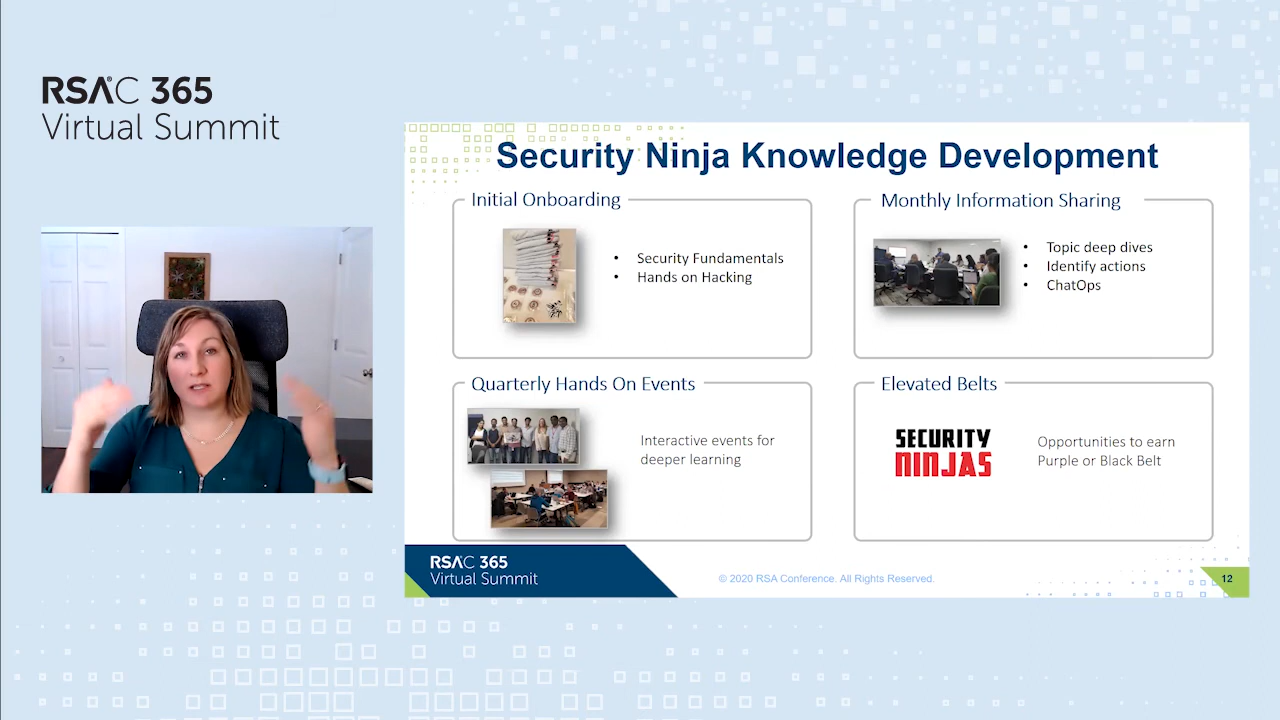 RSAC 365
Virtual Summit
Security Ninja Knowledge Development
Initial Onboarding
• Security Fundamentals
• Hands on Hacking
Monthly Information Sharing
• Topic deep dives
• Identify actions
• ChatOps
Quarterly Hands On Events
Interactive events for
deeper learning
Elevated Belts
SECURITY
NINJAS
Opportunities to earn
Purple or Black Belt
RSAC 365
Virtual Summit
© 2020 RSA Conference. All Rights Reserved.
12